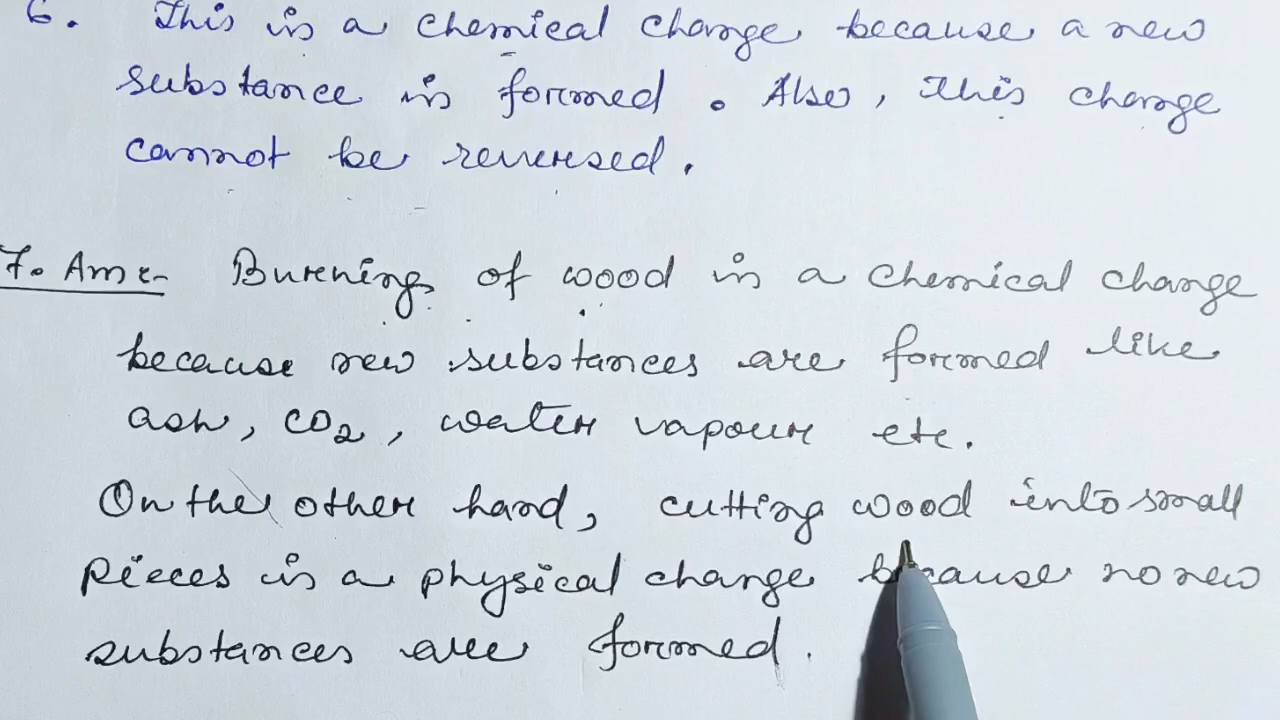 6. This is a chemical change because a new
substance is formed. Also, this change
cannot be reversed.
7. Ans:- Burning of wood is a chemical change
because new substances are formed like
ash, CO2, water vapour etc.
On the other hand, cutting wood into small
pieces is a physical change because no new
substances are formed.